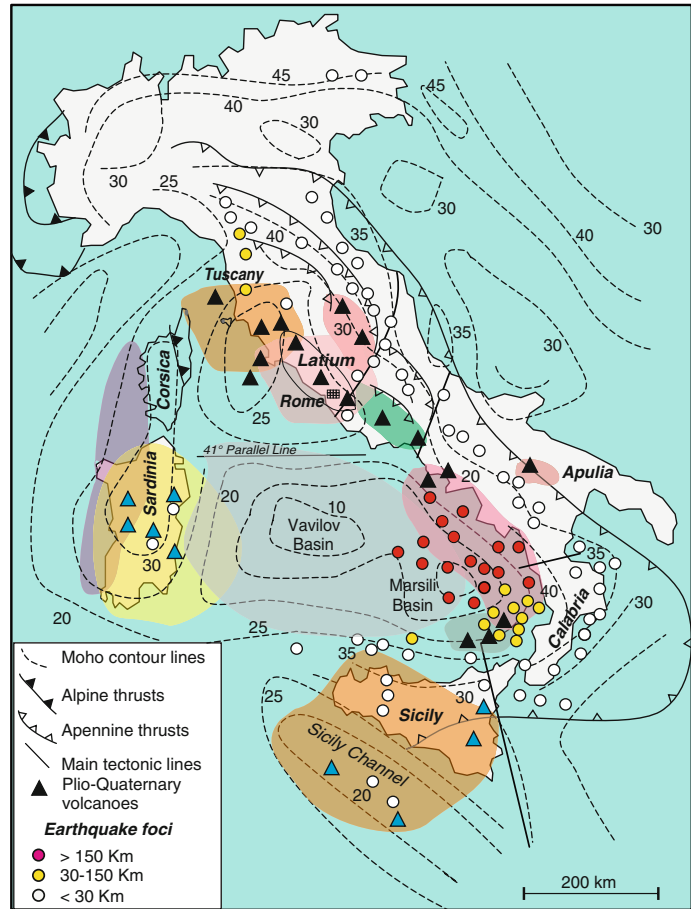 45
40
45
30
30
25
30
30
40
30
40
35
Tuscany
30
35
Latium
Corsica
Rome
25
41° Parallel Line
20
Apulia
Sardinia
20
10
Vavilov
Basin
30
35
Marsili
Basin
40
30
20
Calabria
25
35
25
30
Sicily
Sicily Channel
20
Moho contour lines
Alpine thrusts
Apennine thrusts
Main tectonic lines
Plio-Quaternary
volcanoes
Earthquake foci
> 150 Km
30-150 Km
< 30 Km
200 km